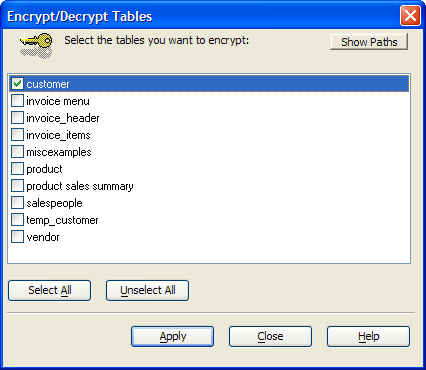 Encrypt/Decrypt Tables
Select the tables you want to encrypt:
Show Paths
customer
invoice menu
invoice_header
invoice_items
miscexamples
product
product sales summary
salespeople
temp_customer
vendor
Select All
Unselect All
Apply
Close
Help